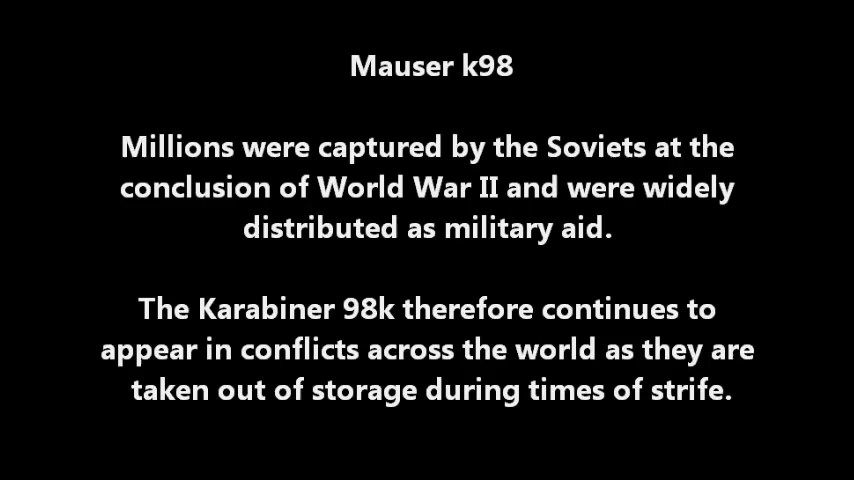 Mauser k98
Millions were captured by the Soviets at the
conclusion of World War II and were widely
distributed as military aid.
The Karabiner 98k therefore continues to
appear in conflicts across the world as they are
taken out of storage during times of strife.